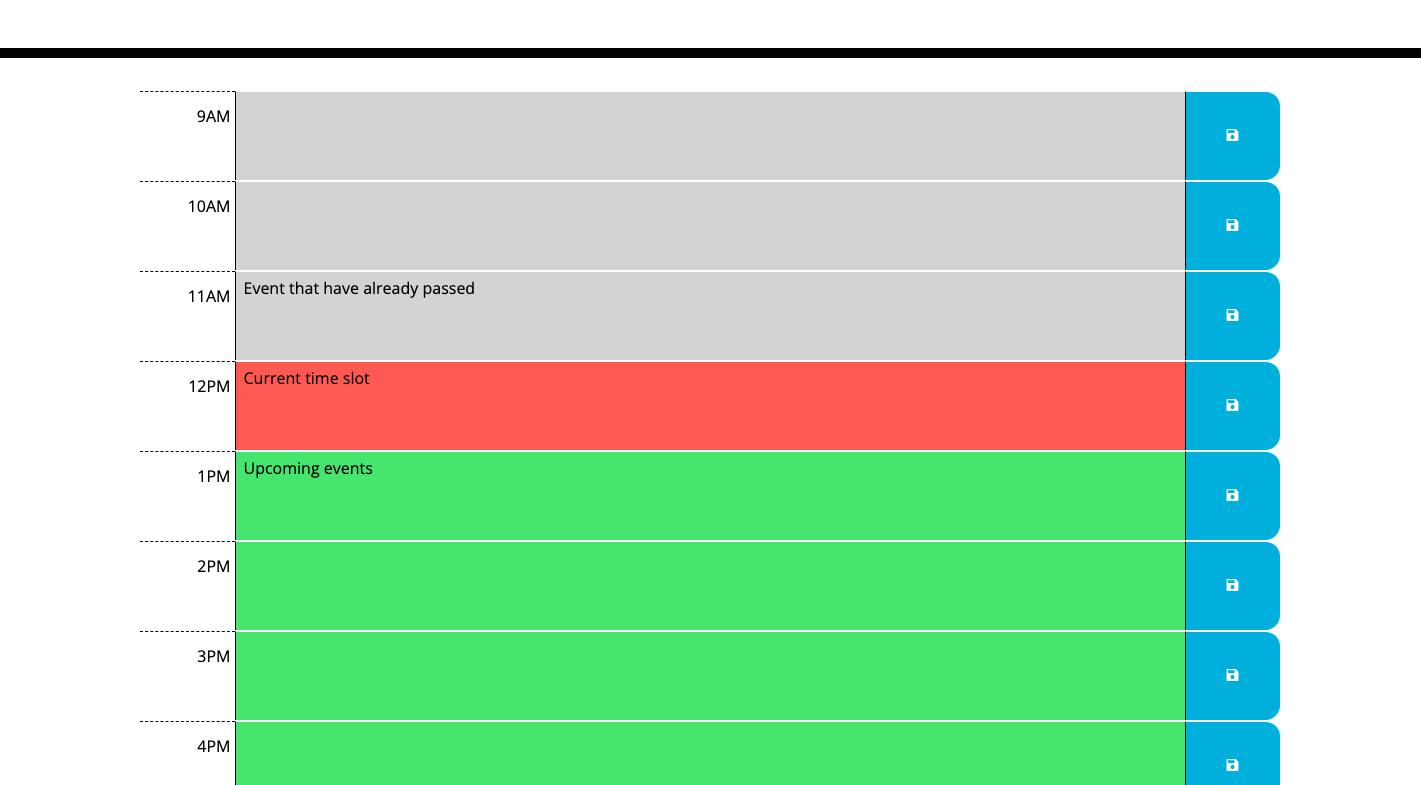 9AM
10AM
11AM Event that have already passed
12PM Current time slot
1PM Upcoming events
2PM
3PM
4PM